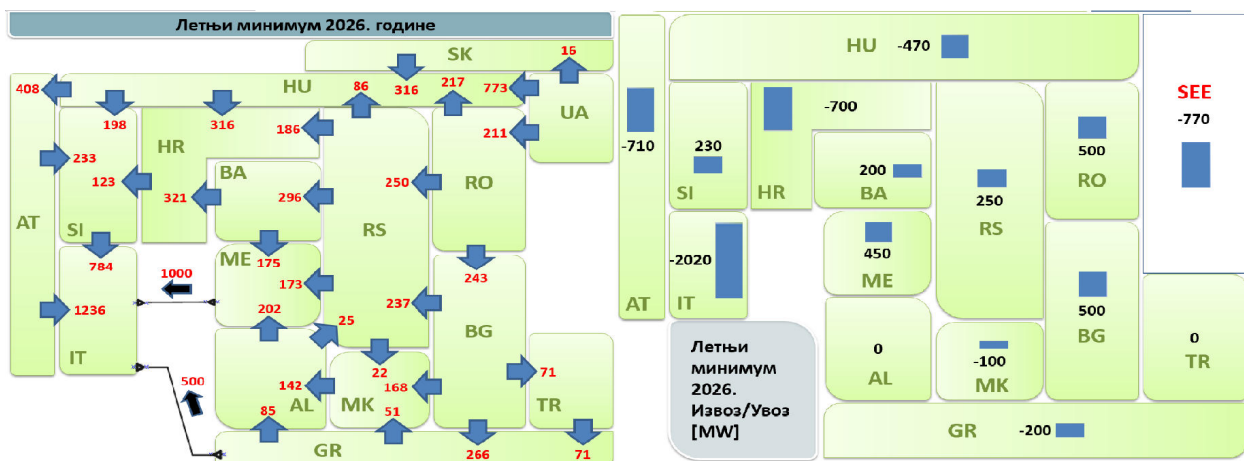 Летњи минимум 2026. године
SK
16
408
HU
86
316
217
773
UA
198
316
186
211
HR
233
BA
RO
123
321
296
250
AT
SI
RS
ME
784
1000
175
243
173
1236
202
237
25
BG
IT
22
500
142
168
71
AL
MK
TR
85
51
GR
266
71
HU
-470
SEE
-770
-700
-710
230
500
200
SI
HR
BA
RO
250
RS
450
-2020
ME
AT
IT
500
BG
Летњи
минимум
2026.
Извоз/Увоз
[MW]
0
AL
-100
MK
0
TR
GR
-200